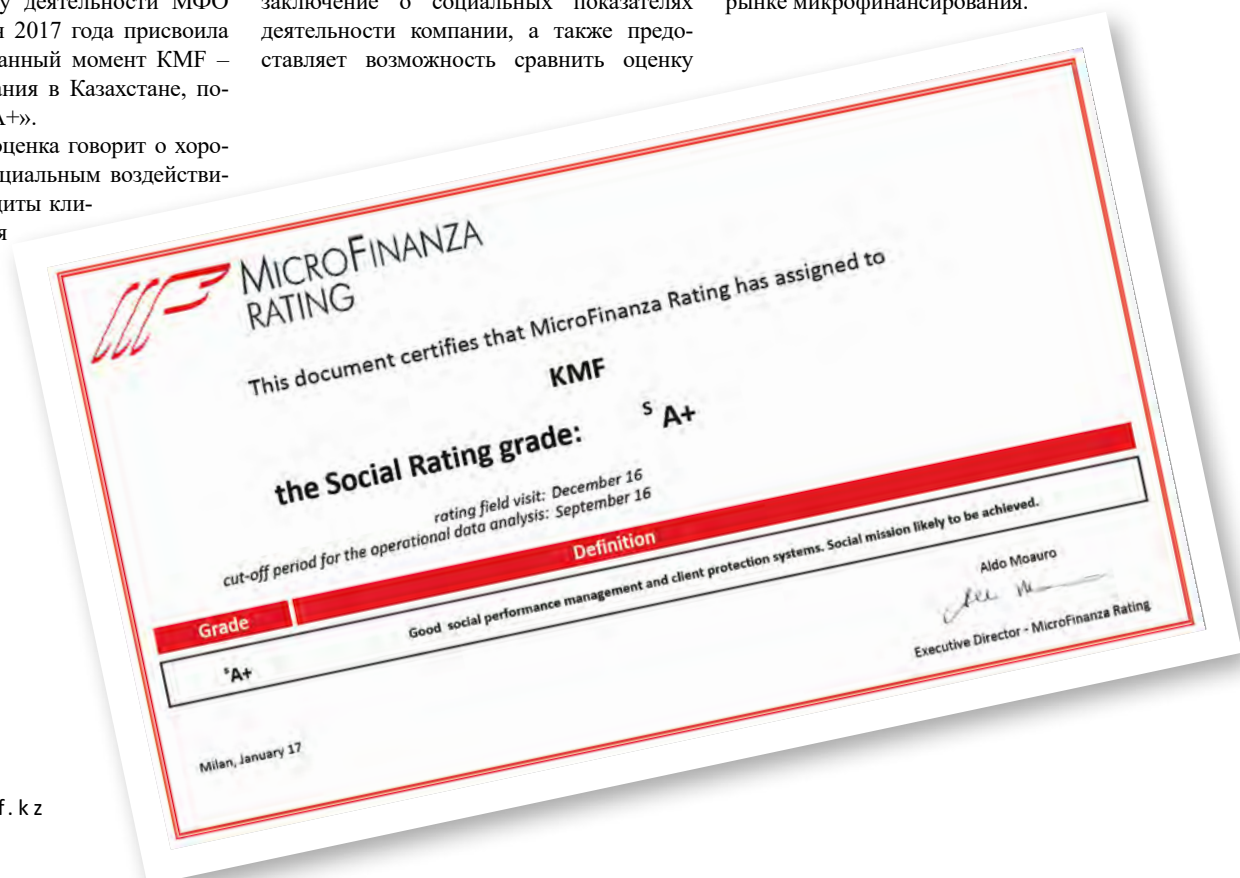 у деятельности МФО
я 2017 года присвоила
анный момент KMF –
ания в Казахстане, по-
А+».
оценка говорит о хоро-
циальным воздействи-
иты кли-
я
заключение о социальных показателях
деятельности компании, а также предо-
ставляет возможность сравнить оценку
рынке микрофинансирования.
MICROFINANZA
RATING
This document certifies that MicroFinanza Rating has assigned to
KMF
the Social Rating grade: s A+
rating field visit: December 16
cut-off period for the operational data analysis: September 16
Grade Definition
sA+ Good social performance management and client protection systems. Social mission likely to be achieved.
Aldo Moauro
Executive Director - MicroFinanza Rating
Milan, January 17
f.kz